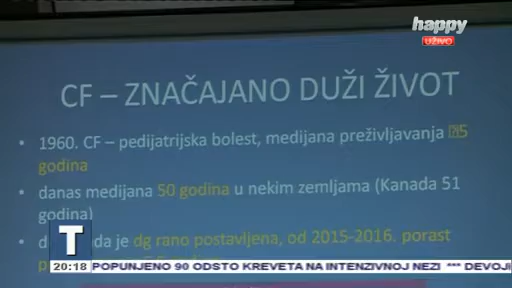 happy
UŽIVO
CF – ZNAČAJANO DUŽI ŽIVOT
• 1960. CF – pedijatrijska bolest, medijana preživljavanja 5
godina
• danas medijana 50 godina u nekim zemljama (Kanada 51
godina)
• da je dg rano postavljena, od 2015-2016. porast
T
20:18 POPUNJENO 90 ODSTO KREVETA NA INTENZIVNOJ NEZI *** DEVOJ